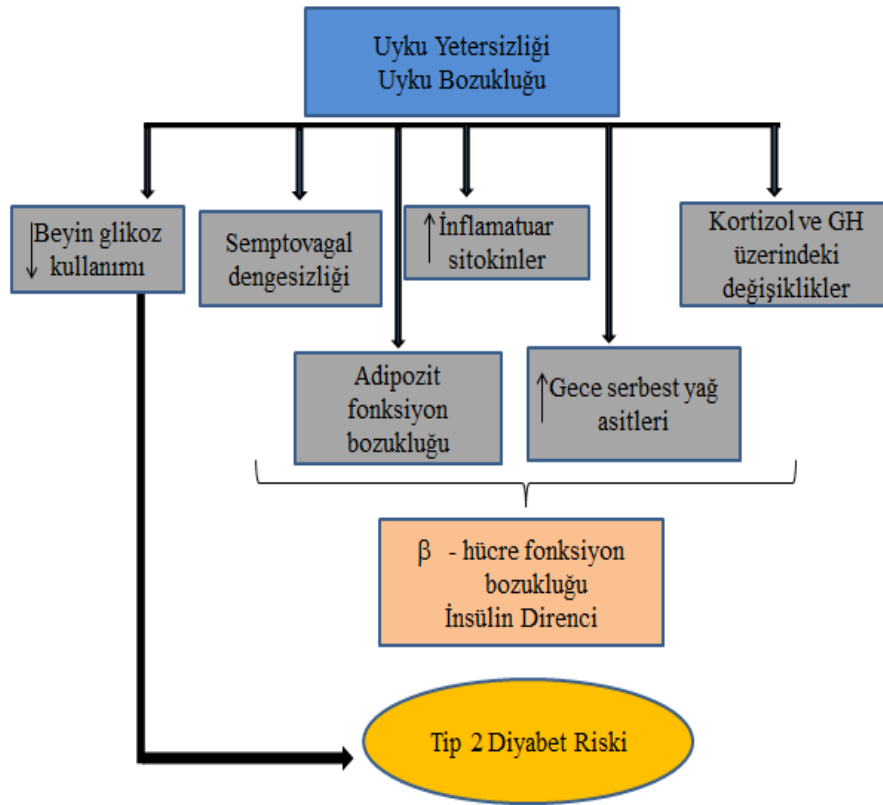 Uyku Yetersizliği
Uyku Bozukluğu
↓Beyin glikoz
kullanımı
Semptovagal
dengesizliği
↑İnflamatuar
sitokinler
Kortizol ve GH
üzerindeki
değişiklikler
Adipozit
fonksiyon
bozukluğu
↑Gece serbest yağ
asitleri
β - hücre fonksiyon
bozukluğu
İnsülin Direnci
Tip 2 Diyabet Riski